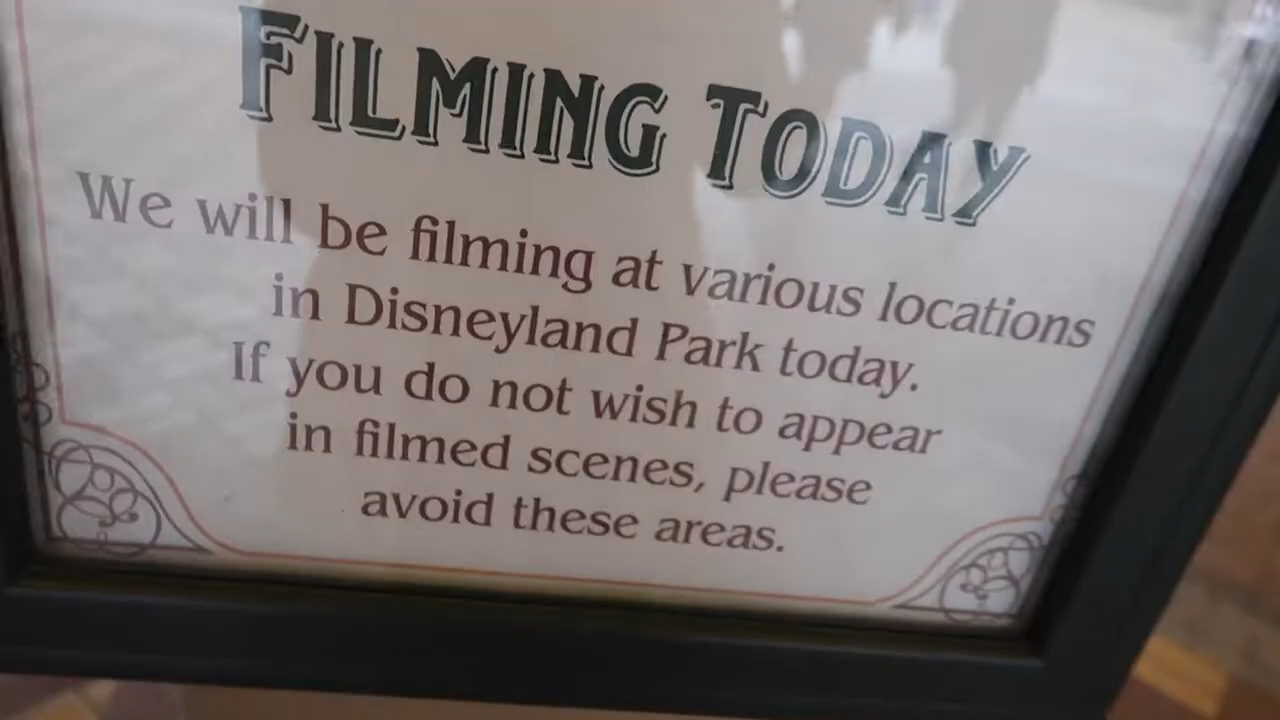 FILMING TODAY
We will be filming at various locations
in Disneyland Park today.
If you do not wish to appear
in filmed scenes, please
avoid these areas.